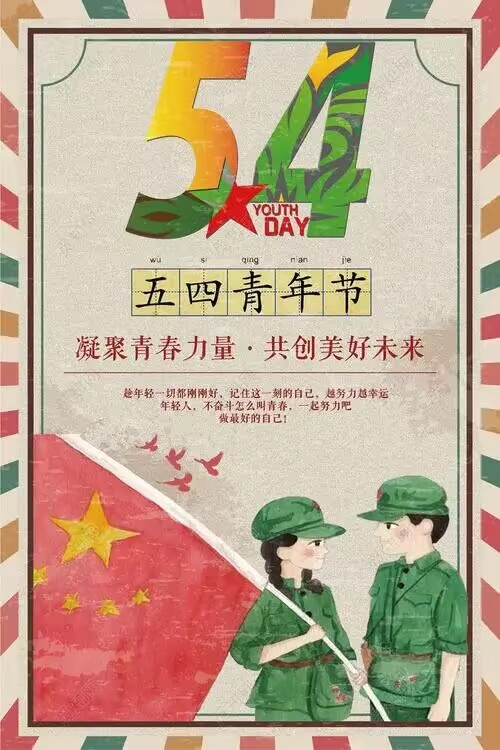 54
YOUTH
DAY
wu si qing nian jie
五四青年节
凝聚青春力量·共创美好未来
趁年轻一切都刚刚好、记住这一刻的自己，越努力越幸运
年轻人，不奋斗怎么叫青春，一起努力吧
做最好的自己!